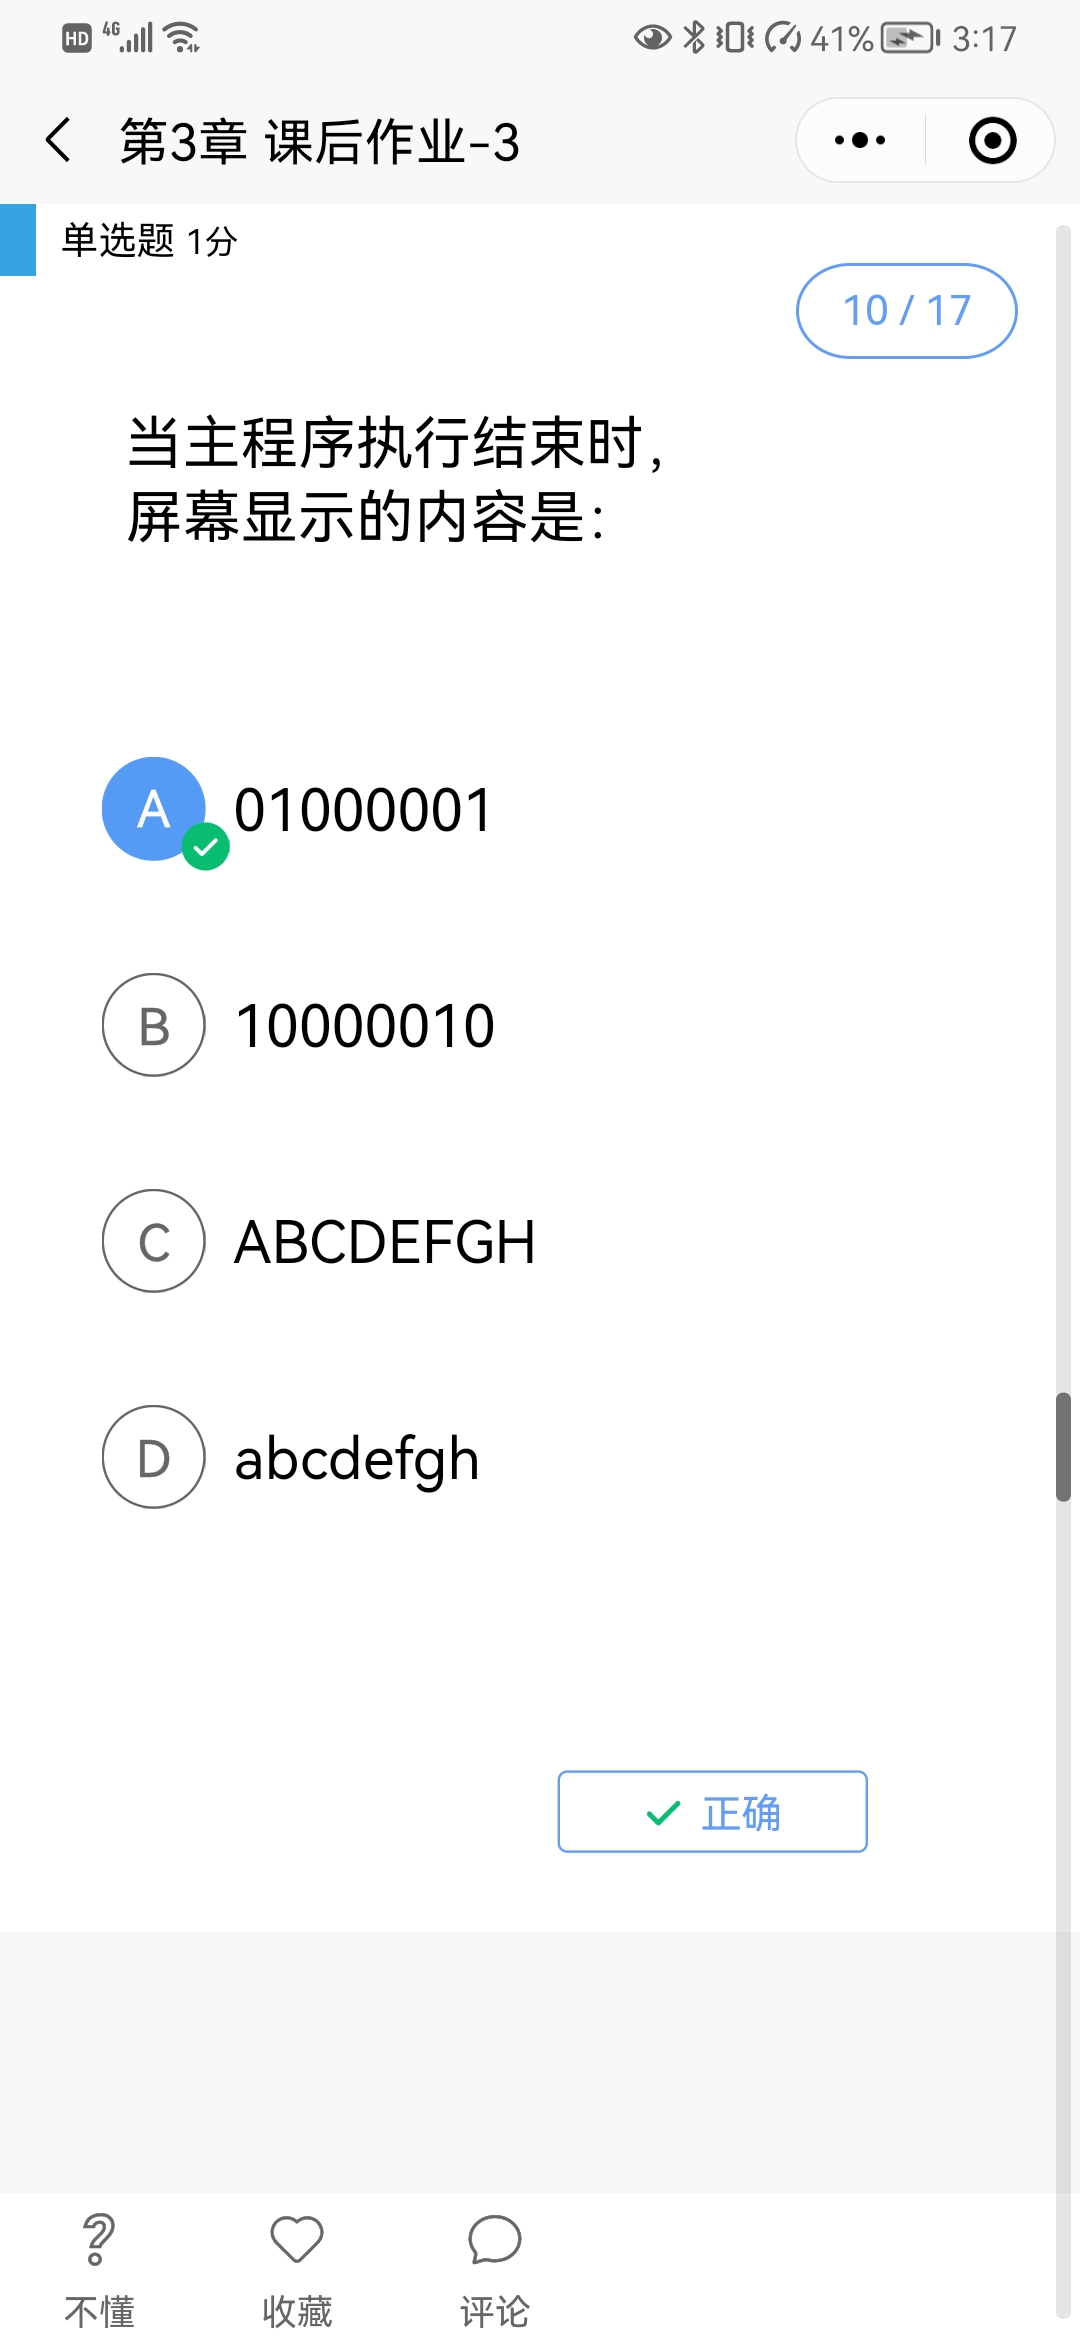 HD 4G 41% 3:17
第3章 课后作业-3
单选题 1分
10 / 17
当主程序执行结束时,
屏幕显示的内容是:
A 01000001
B 10000010
C ABCDEFGH
D abcdefgh
正确
不懂 收藏 评论